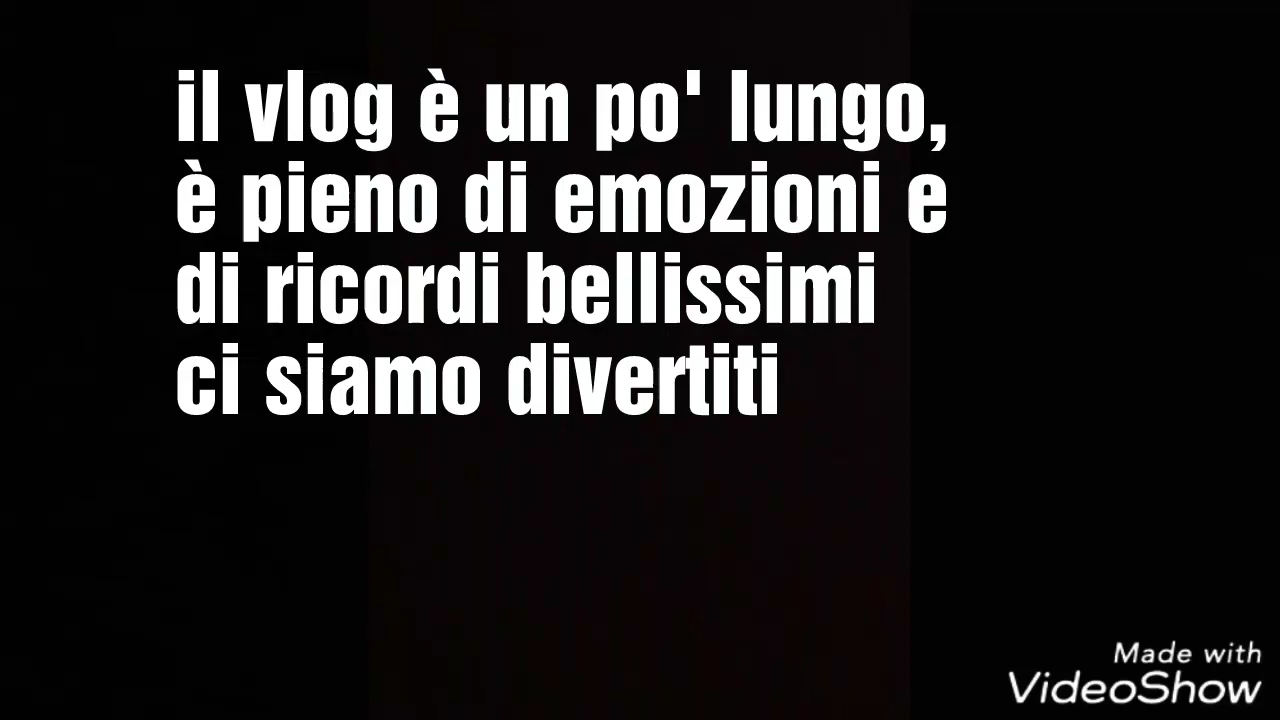 il vlog è un po' lungo,
è pieno di emozioni e
di ricordi bellissimi
ci siamo divertiti
Made with
VideoShow